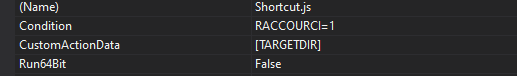 (Name) Shortcut.js
Condition RACCOURCI=1
CustomActionData [TARGETDIR]
Run64Bit False